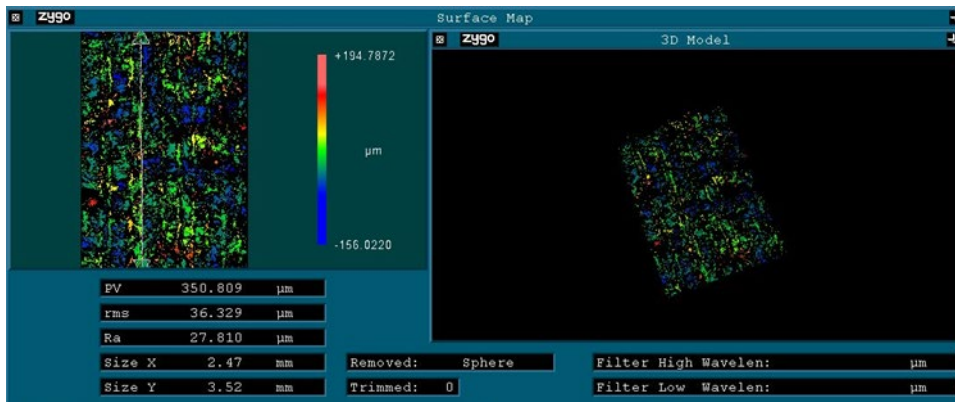 zygo Surface Map
zygo 3D Model
+194.7872
µm
-156.0220
PV 350.809 µm
rms 36.329 µm
Ra 27.810 µm
Size X 2.47 mm
Size Y 3.52 mm
Removed: Sphere
Trimmed: 0
Filter High Wavelen: µm
Filter Low Wavelen: µm